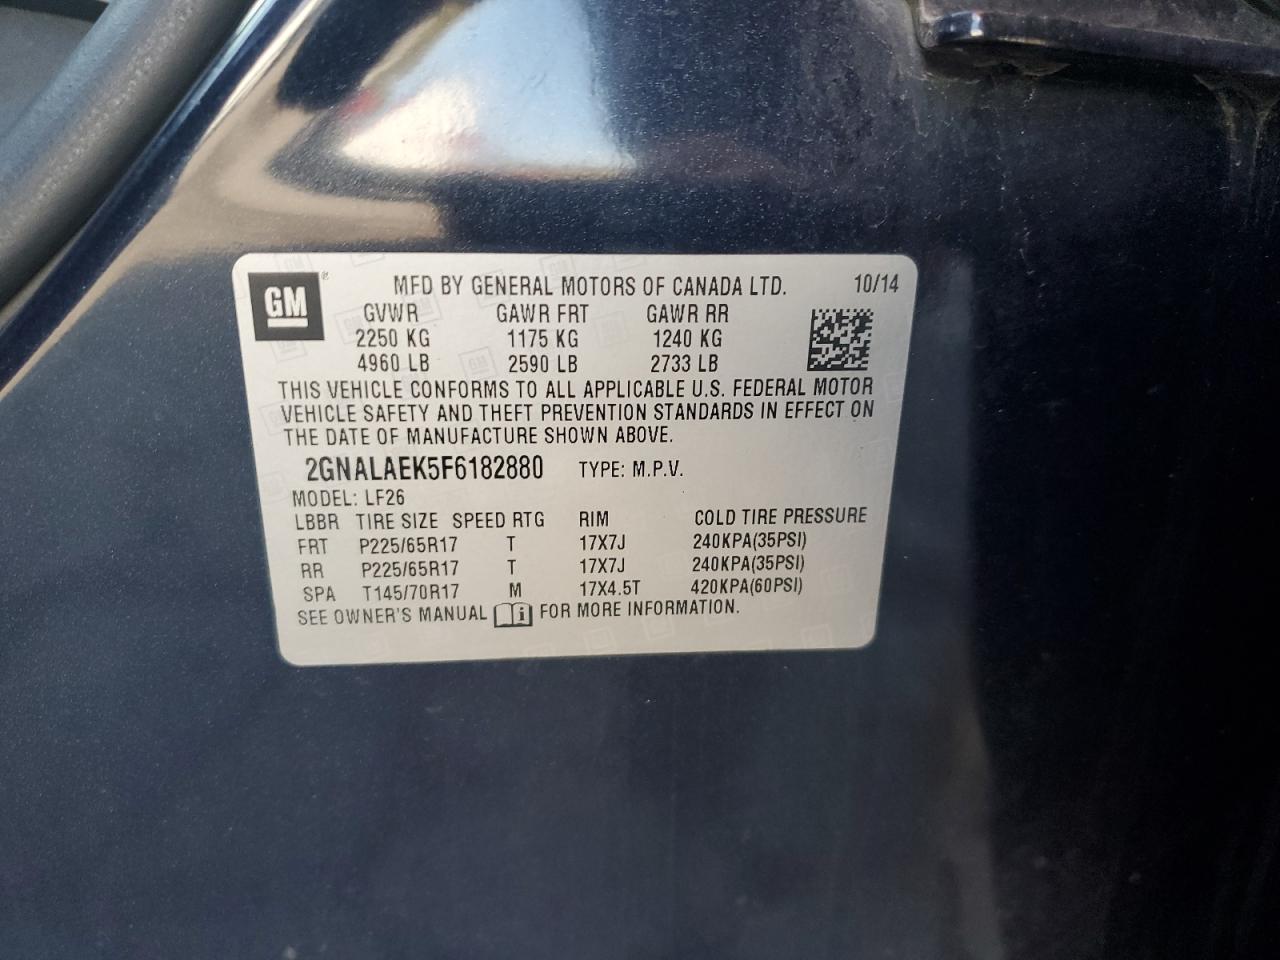 GM ® MFD BY GENERAL MOTORS OF CANADA LTD. 10/14
GVWR GAWR FRT GAWR RR
2250 KG 1175 KG 1240 KG
4960 LB 2590 LB 2733 LB
THIS VEHICLE CONFORMS TO ALL APPLICABLE U.S. FEDERAL MOTOR
VEHICLE SAFETY AND THEFT PREVENTION STANDARDS IN EFFECT ON
THE DATE OF MANUFACTURE SHOWN ABOVE.
2GNALAEK5F6182880 TYPE: M.P.V.
MODEL: LF26
LBBR TIRE SIZE SPEED RTG RIM COLD TIRE PRESSURE
FRT P225/65R17 T 17X7J 240KPA(35PSI)
RR P225/65R17 T 17X7J 240KPA(35PSI)
SPA T145/70R17 M 17X4.5T 420KPA(60PSI)
SEE OWNER'S MANUAL i FOR MORE INFORMATION.